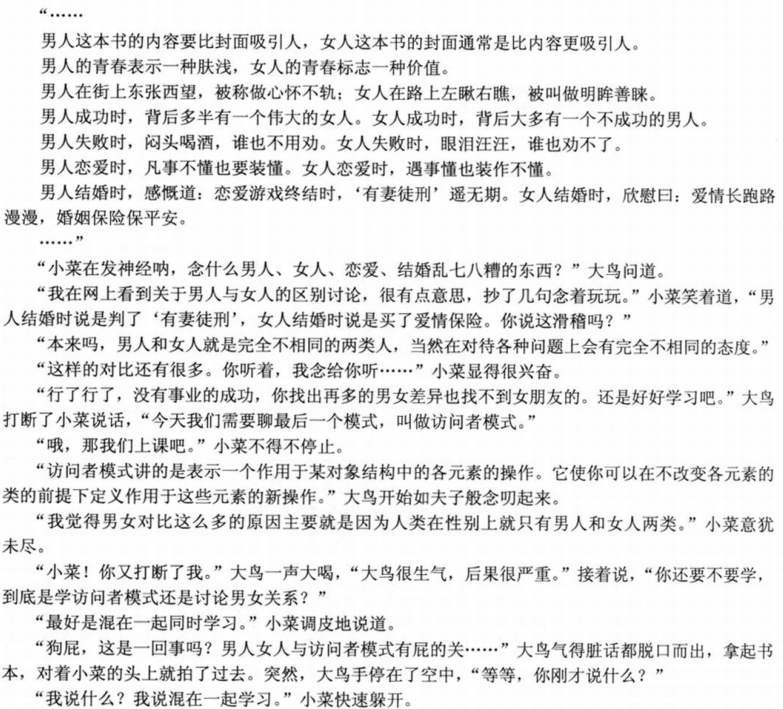 “……
男人这本书的内容要比封面吸引人，女人这本书的封面通常是比内容更吸引人。
男人的青春表示一种肤浅，女人的青春标志一种价值。
男人在街上东张西望，被称做心怀不轨；女人在路上左瞅右瞧，被叫做明眸善睐。
男人成功时，背后多半有一个伟大的女人。女人成功时，背后大多有一个不成功的男人。
男人失败时，闷头喝酒，谁也不用劝。女人失败时，眼泪汪汪，谁也劝不了。
男人恋爱时，凡事不懂也要装懂。女人恋爱时，遇事懂也装作不懂。
男人结婚时，感慨道：恋爱游戏终结时，‘有妻徒刑’遥无期。女人结婚时，欣慰曰：爱情长跑路
漫漫，婚姻保险保平安。
……”
“小菜在发神经呐，念什么男人、女人、恋爱、结婚乱七八糟的东西？”大鸟问道。
“我在网上看到关于男人与女人的区别讨论，很有点意思，抄了几句念着玩玩。”小菜笑着道，“男
人结婚时说是判了‘有妻徒刑’，女人结婚时说是买了爱情保险。你说这滑稽吗？”
“本来吗，男人和女人就是完全不相同的两类人，当然在对待各种问题上会有完全不相同的态度。”
“这样的对比还有很多。你听着，我念给你听……”小菜显得很兴奋。
“行了行了，没有事业的成功，你找出再多的男女差异也找不到女朋友的。还是好好学习吧。”大鸟
打断了小菜说话，“今天我们需要聊最后一个模式，叫做访问者模式。”
“哦，那我们上课吧。”小菜不得不停止。
“访问者模式讲的是表示一个作用于某对象结构中的各元素的操作。它使你可以在不改变各元素的
类的前提下定义作用于这些元素的新操作。”大鸟开始如夫子般念叨起来。
“我觉得男女对比这么多的原因主要就是因为人类在性别上就只有男人和女人两类。”小菜意犹
未尽。
“小菜！你又打断了我。”大鸟一声大喝，“大鸟很生气，后果很严重。”接着说，“你还要不要学，
到底是学访问者模式还是讨论男女关系？”
“最好是混在一起同时学习。”小菜调皮地说道。
“狗屁，这是一回事吗？男人女人与访问者模式有屁的关……”大鸟气得脏话都脱口而出，拿起书
本，对着小菜的头上就拍了过去。突然，大鸟手停在了空中，“等等，你刚才说什么？”
“我说什么？我说混在一起学习。”小菜快速躲开。